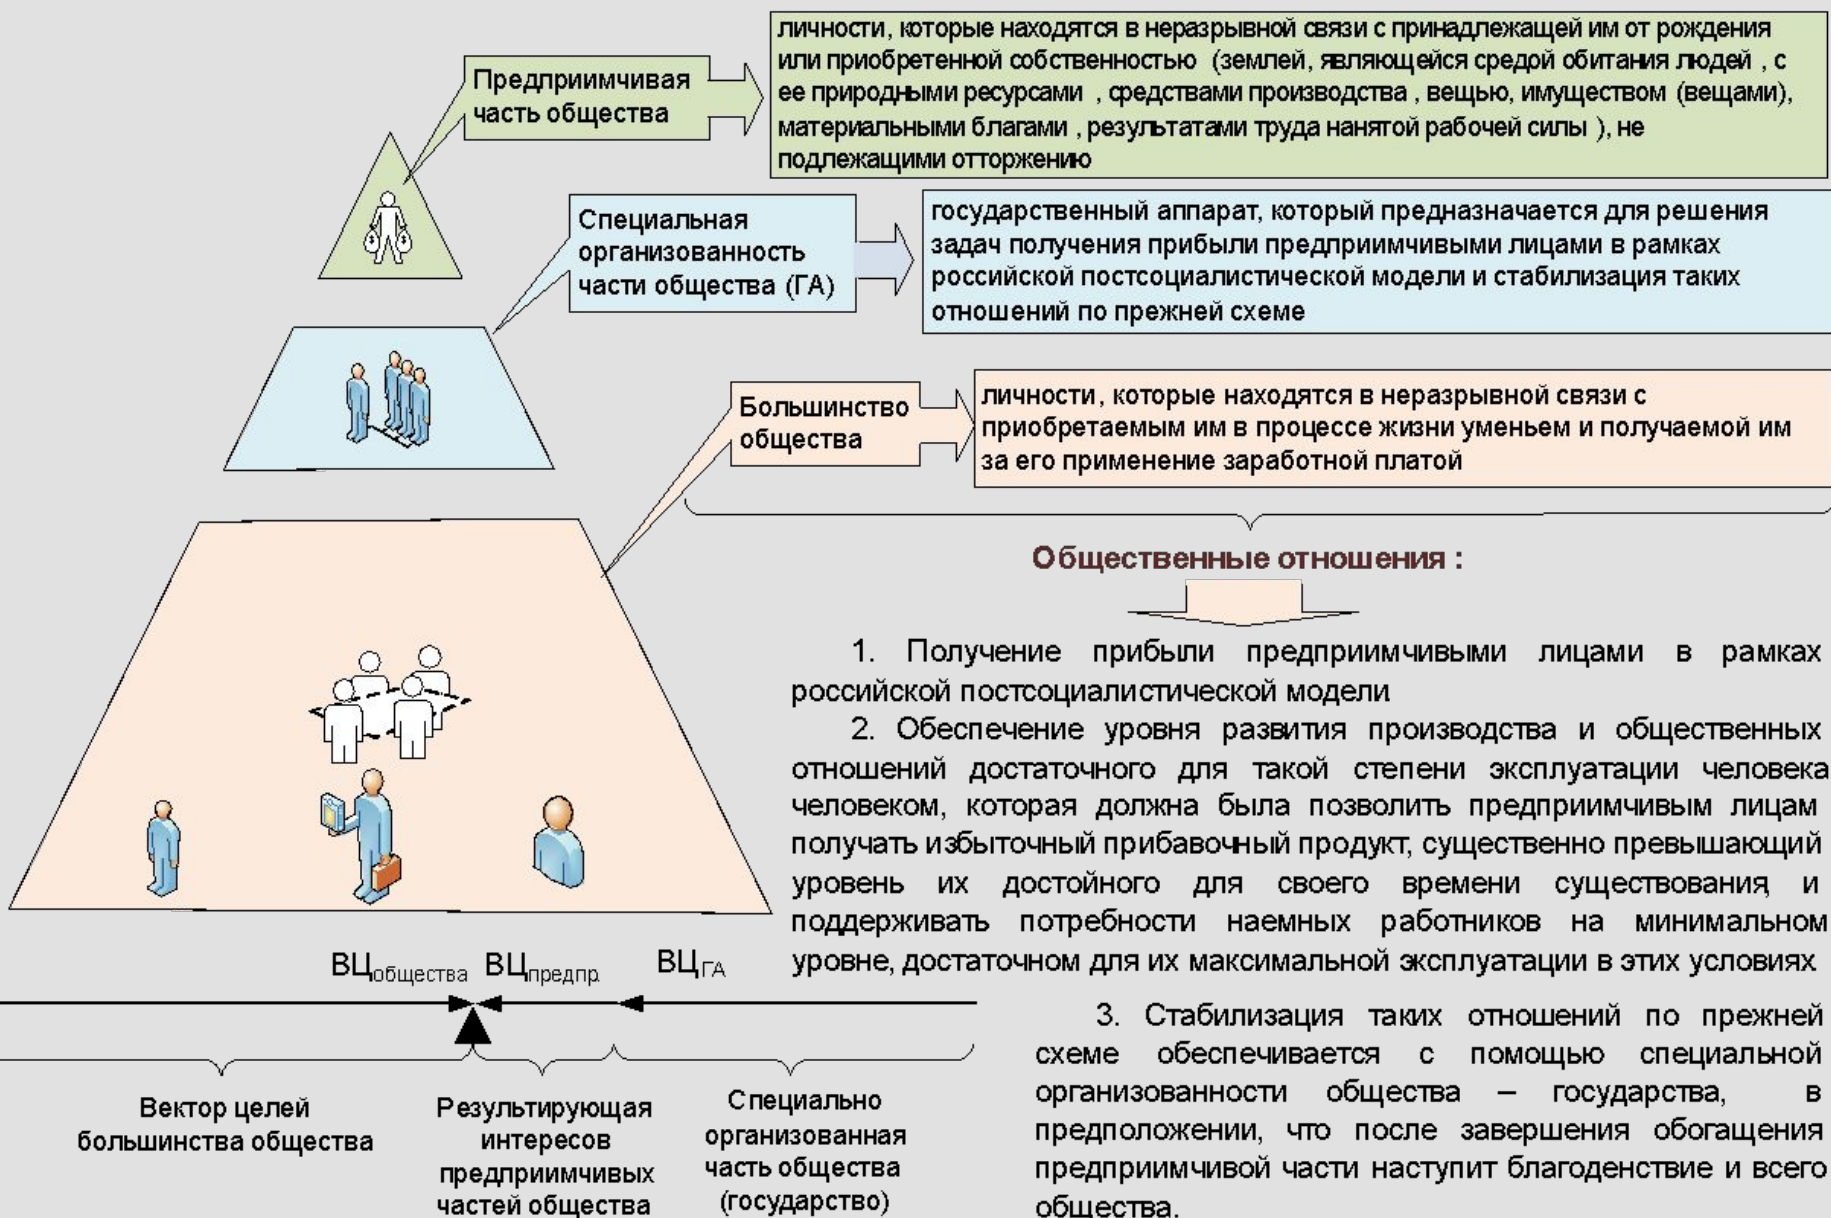 Предприимчивая
часть общества
личности, которые находятся в неразрывной связи с принадлежащей им от рождения
или приобретенной собственностью (землей, являющейся средой обитания людей , с
ее природными ресурсами , средствами производства , вещью, имуществом (вещами),
материальными благами , результатами труда нанятой рабочей силы ), не
подлежащими отторжению
Специальная
организованность
части общества (ГА)
государственный аппарат, который предназначается для решения
задач получения прибыли предприимчивыми лицами в рамках
российской постсоциалистической модели и стабилизация таких
отношений по прежней схеме
Большинство
общества
личности, которые находятся в неразрывной связи с
приобретаемым им в процессе жизни уменьем и получаемой им
за его применение заработной платой
Общественные отношения :
1. Получение прибыли предприимчивыми лицами в рамках
российской постсоциалистической модели
2. Обеспечение уровня развития производства и общественных
отношений достаточного для такой степени эксплуатации человека
человеком, которая должна была позволить предприимчивым лицам
получать избыточный прибавочный продукт, существенно превышающий
уровень их достойного для своего времени существования, и
поддерживать потребности наемных работников на минимальном
уровне, достаточном для их максимальной эксплуатации в этих условиях.
3. Стабилизация таких отношений по прежней
схеме обеспечивается с помощью специальной
организованности общества – государства, в
предположении, что после завершения обогащения
предприимчивой части наступит благоденствие и всего
общества.
ВЦобщества ВЦпредпр. ВЦГА
Вектор целей
большинства общества
Результирующая
интересов
предприимчивых
частей общества
Специально
организованная
часть общества
(государство)